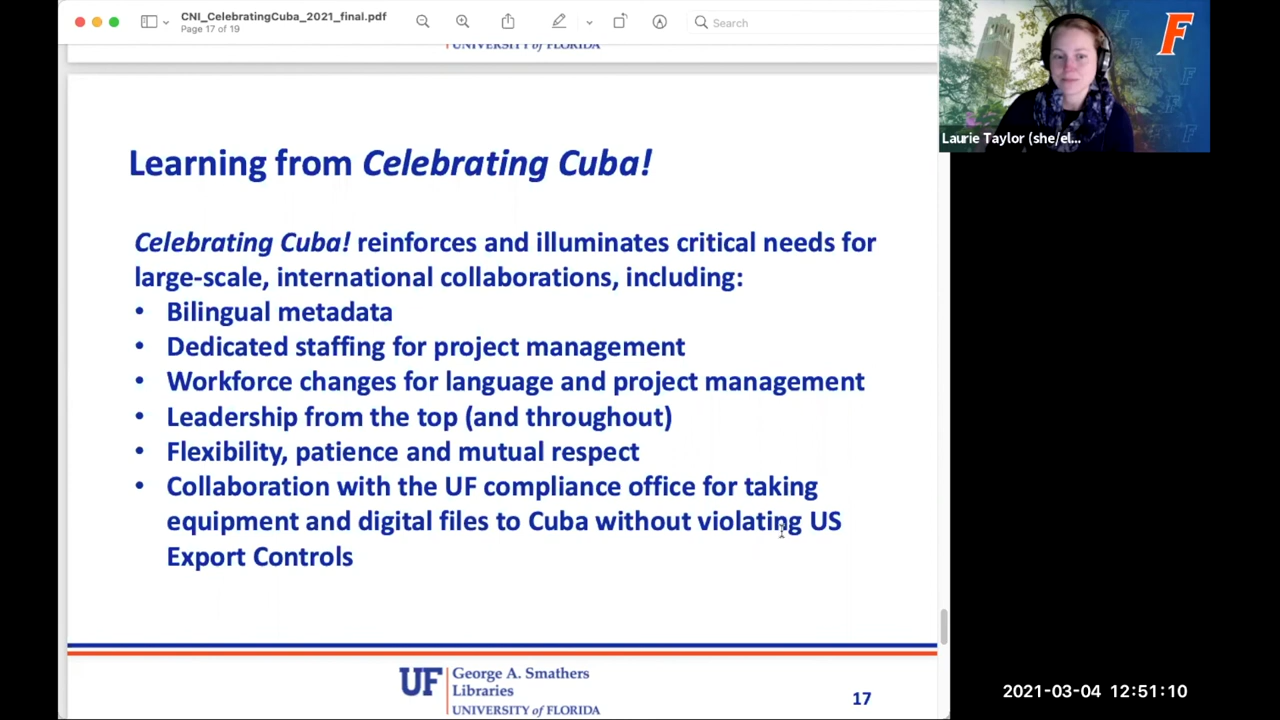 CNI_CelebratingCuba_2021_final.pdf
Page 17 of 19
Search
UNIVERSITY of FLORIDA
F
Laurie Taylor (she/el...
Learning from Celebrating Cuba!
Celebrating Cuba! reinforces and illuminates critical needs for
large-scale, international collaborations, including:
• Bilingual metadata
• Dedicated staffing for project management
• Workforce changes for language and project management
• Leadership from the top (and throughout)
• Flexibility, patience and mutual respect
• Collaboration with the UF compliance office for taking
equipment and digital files to Cuba without violating US
Export Controls
UF George A. Smathers
Libraries
UNIVERSITY of FLORIDA
17
2021-03-04 12:51:10